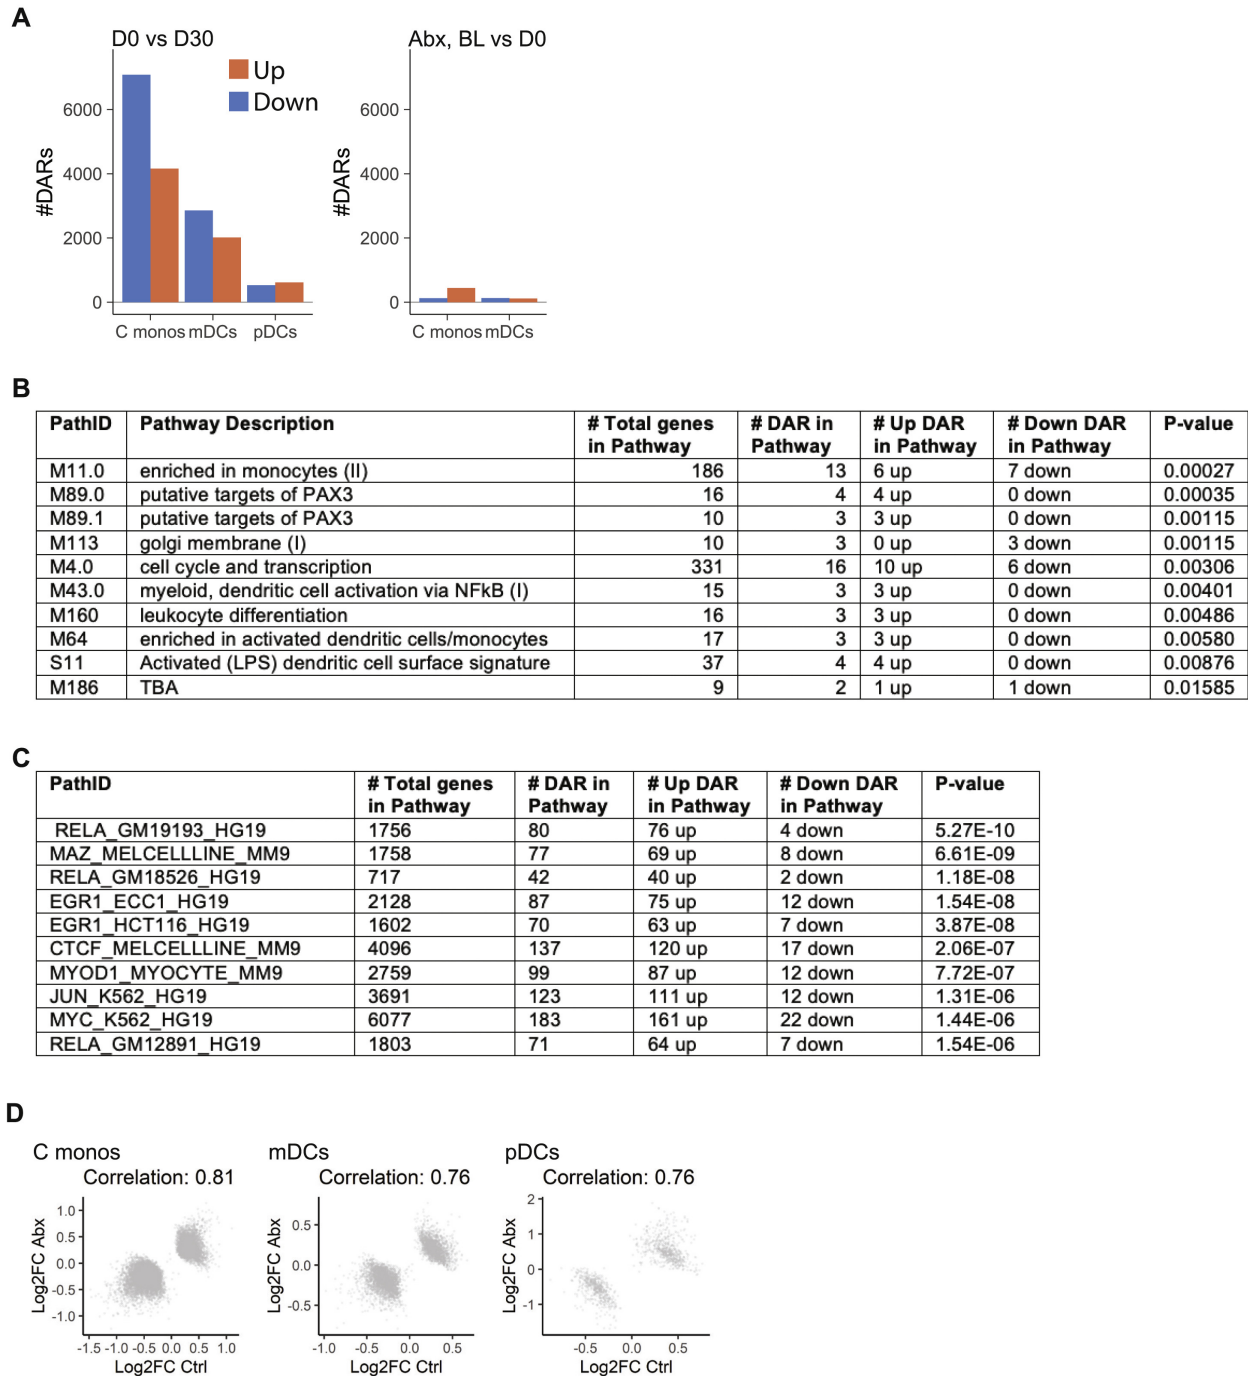 A
D0 vs D30
Abx, BL vs D0
Up
Down
#DARs
6000
4000
2000
0
C monos mDCs pDCs
#DARs
6000
4000
2000
0
C monos mDCs
B
PathID Pathway Description # Total genes in Pathway # DAR in Pathway # Up DAR in Pathway # Down DAR in Pathway P-value
M11.0 enriched in monocytes (II) 186 13 6 up 7 down 0.00027
M89.0 putative targets of PAX3 16 4 4 up 0 down 0.00035
M89.1 putative targets of PAX3 10 3 3 up 0 down 0.00115
M113 golgi membrane (I) 10 3 0 up 3 down 0.00115
M4.0 cell cycle and transcription 331 16 10 up 6 down 0.00306
M43.0 myeloid, dendritic cell activation via NFkB (I) 15 3 3 up 0 down 0.00401
M160 leukocyte differentiation 16 3 3 up 0 down 0.00486
M64 enriched in activated dendritic cells/monocytes 17 3 3 up 0 down 0.00580
S11 Activated (LPS) dendritic cell surface signature 37 4 4 up 0 down 0.00876
M186 TBA 9 2 1 up 1 down 0.01585
C
PathID # Total genes in Pathway # DAR in Pathway # Up DAR in Pathway # Down DAR in Pathway P-value
RELA_GM19193_HG19 1756 80 76 up 4 down 5.27E-10
MAZ_MELCELLLINE_MM9 1758 77 69 up 8 down 6.61E-09
RELA_GM18526_HG19 717 42 40 up 2 down 1.18E-08
EGR1_ECC1_HG19 2128 87 75 up 12 down 1.54E-08
EGR1_HCT116_HG19 1602 70 63 up 7 down 3.87E-08
CTCF_MELCELLLINE_MM9 4096 137 120 up 17 down 2.06E-07
MYOD1_MYOCYTE_MM9 2759 99 87 up 12 down 7.72E-07
JUN_K562_HG19 3691 123 111 up 12 down 1.31E-06
MYC_K562_HG19 6077 183 161 up 22 down 1.44E-06
RELA_GM12891_HG19 1803 71 64 up 7 down 1.54E-06
D
C monos
Correlation: 0.81
Log2FC Abx
1.0
0.5
0.0
-0.5
-1.0
-1.5 -1.0 -0.5 0.0 0.5 1.0
Log2FC Ctrl
mDCs
Correlation: 0.76
Log2FC Abx
0.5
0.0
-0.5
-1.0 -0.5 0.0 0.5
Log2FC Ctrl
pDCs
Correlation: 0.76
Log2FC Abx
2
1
0
-1
-0.5 0.0 0.5
Log2FC Ctrl